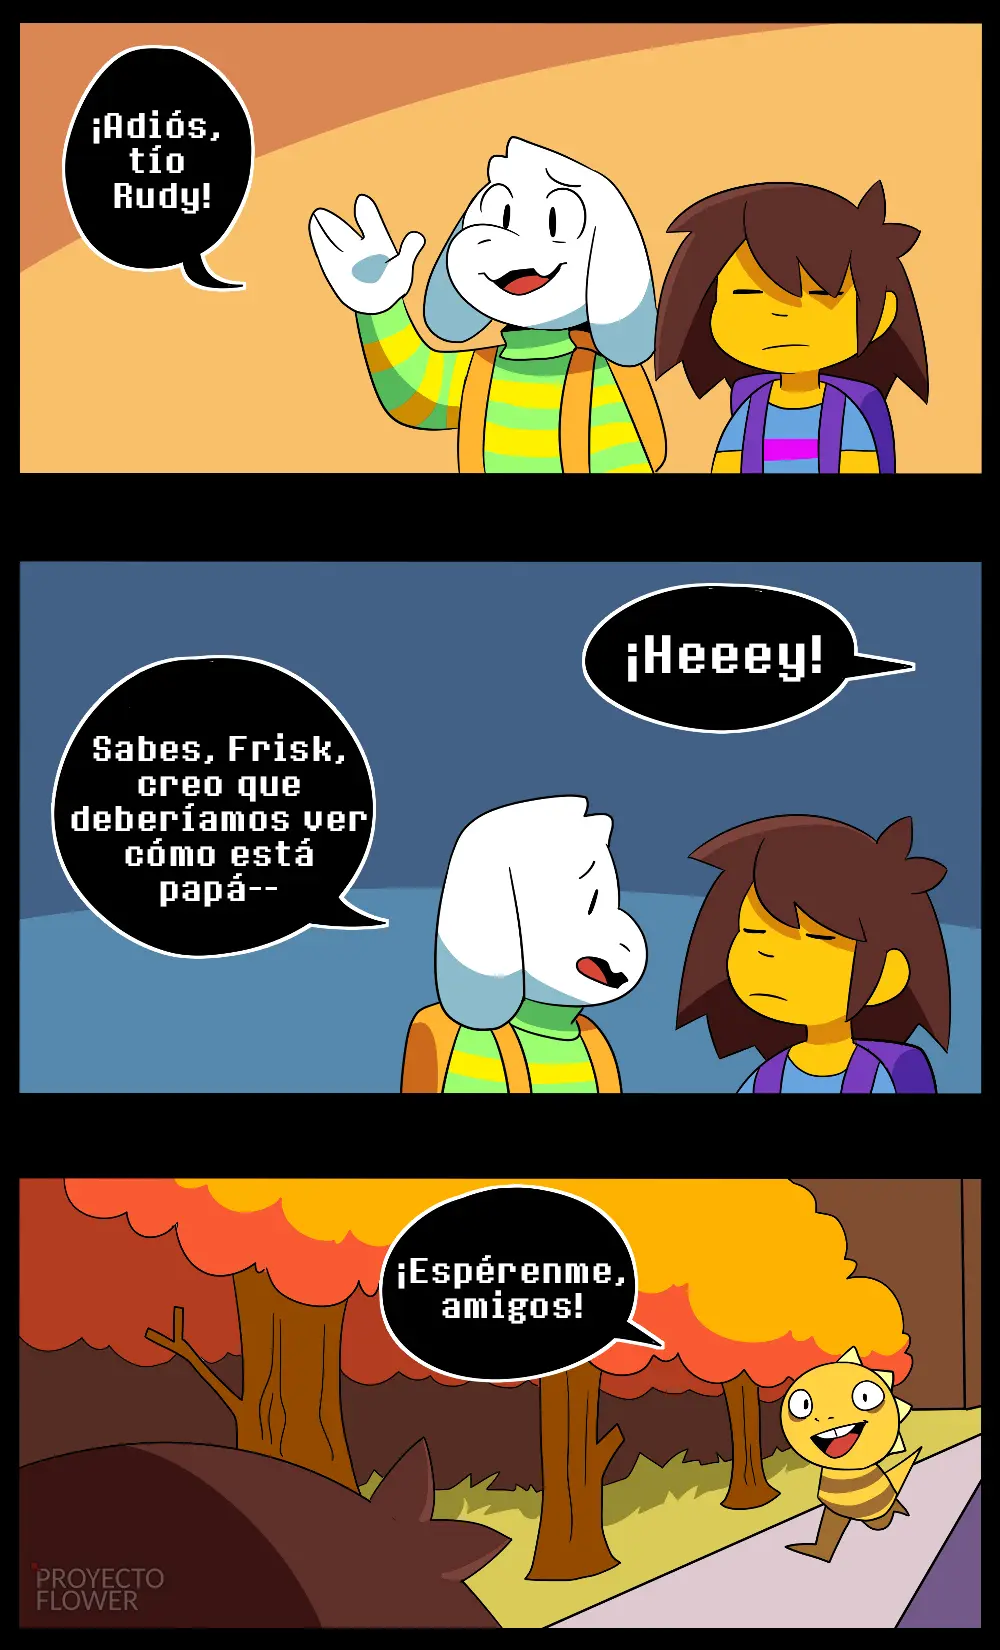 ¡Adiós,
tío
Rudy!
¡Heeey!
Sabes, Frisk,
creo que
deberíamos ver
cómo está
papá--
¡Espérenme,
amigos!
PROYECTO
FLOWER